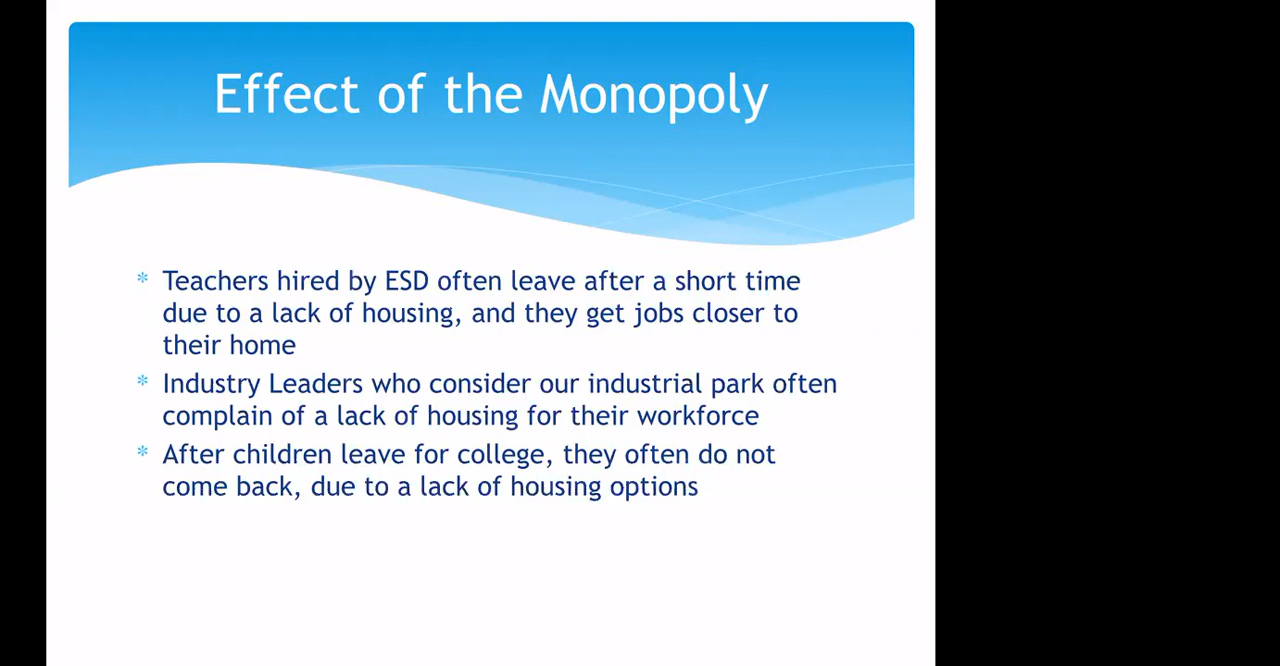 Effect of the Monopoly
* Teachers hired by ESD often leave after a short time
due to a lack of housing, and they get jobs closer to
their home
* Industry Leaders who consider our industrial park often
complain of a lack of housing for their workforce
* After children leave for college, they often do not
come back, due to a lack of housing options